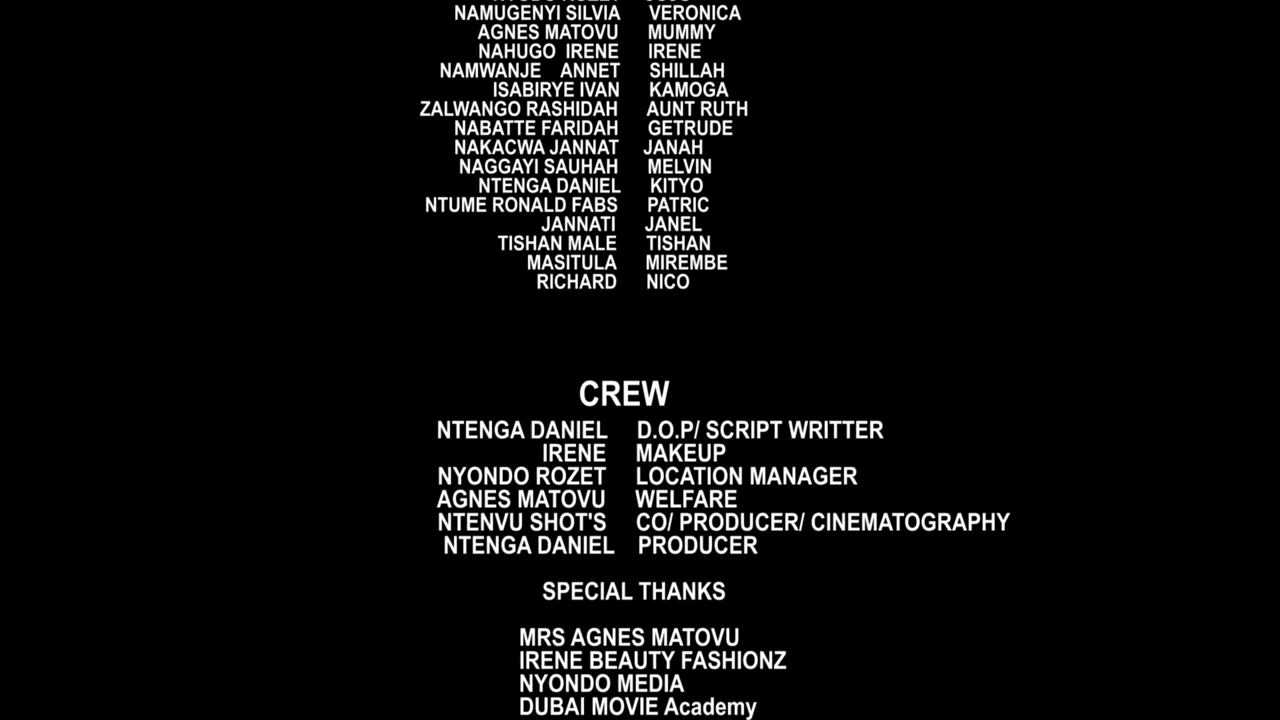 NAMUGENYI SILVIA VERONICA
AGNES MATOVU MUMMY
NAHUGO IRENE IRENE
NAMWANJE ANNET SHILLAH
ISABIRYE IVAN KAMOGA
ZALWANGO RASHIDAH AUNT RUTH
NABATTE FARIDAH GETRUDE
NAKACWA JANNAT JANAH
NAGGAYI SAUHAH MELVIN
NTENGA DANIEL KITYO
NTUME RONALD FABS PATRIC
JANNATI JANEL
TISHAN MALE TISHAN
MASITULA MIREMBE
RICHARD NICO
CREW
NTENGA DANIEL D.O.P/ SCRIPT WRITTER
IRENE MAKEUP
NYONDO ROZET LOCATION MANAGER
AGNES MATOVU WELFARE
NTENVU SHOT'S CO/ PRODUCER/ CINEMATOGRAPHY
NTENGA DANIEL PRODUCER
SPECIAL THANKS
MRS AGNES MATOVU
IRENE BEAUTY FASHIONZ
NYONDO MEDIA
DUBAI MOVIE Academy